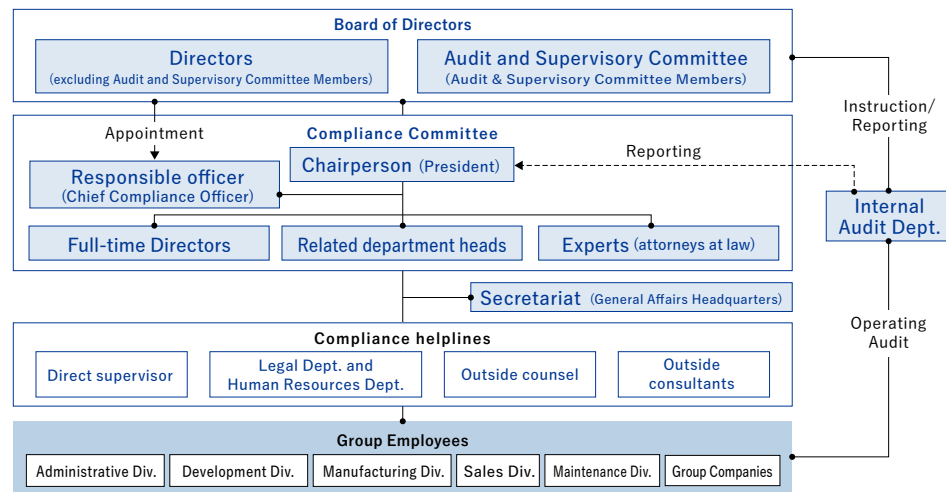 Board of Directors
Directors
(excluding Audit and Supervisory Committee Members)
Audit and Supervisory Committee
(Audit & Supervisory Committee Members)
Appointment
Instruction/
Reporting
Compliance Committee
Chairperson (President)
Reporting
Responsible officer
(Chief Compliance Officer)
Internal
Audit Dept.
Full-time Directors
Related department heads
Experts (attorneys at law)
Secretariat (General Affairs Headquarters)
Operating
Audit
Compliance helplines
Direct supervisor
Legal Dept. and
Human Resources Dept.
Outside counsel
Outside
consultants
Group Employees
Administrative Div.
Development Div.
Manufacturing Div.
Sales Div.
Maintenance Div.
Group Companies